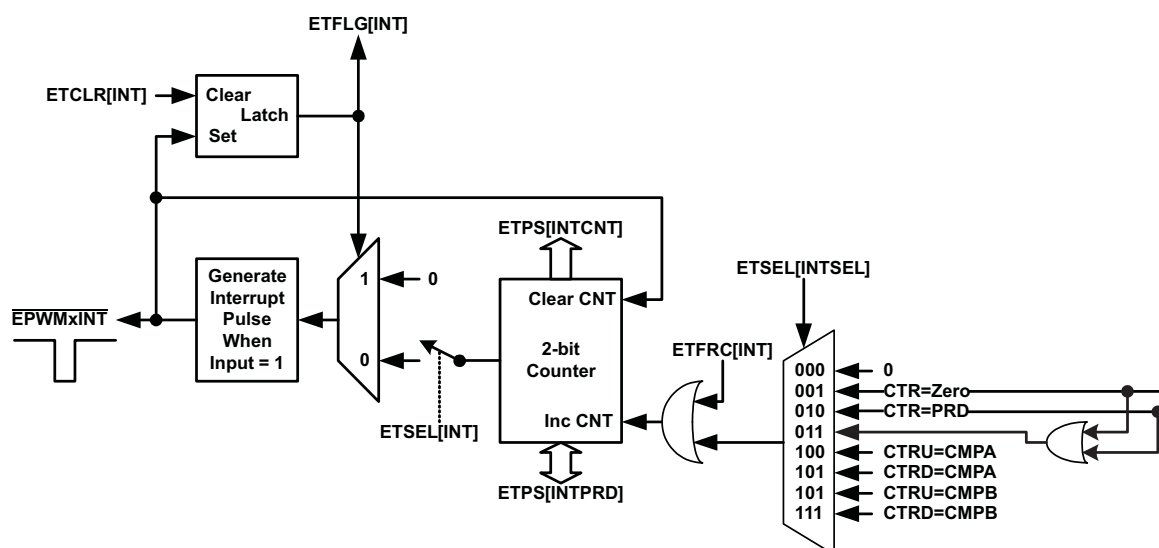 ETFLG[INT]
ETCLR[INT]
Clear
Latch
Set
ETPS[INTCNT]
ETSEL[INTSEL]
Generate
Interrupt
Pulse
When
Input = 1
EPWMxINT
1
0
0
Clear CNT
2-bit
Counter
Inc CNT
ETSEL[INT]
ETPS[INTPRD]
ETFRC[INT]
000
0
001
CTR=Zero
010
CTR=PRD
011
100
CTRU=CMPA
101
CTRD=CMPA
101
CTRU=CMPB
111
CTRD=CMPB